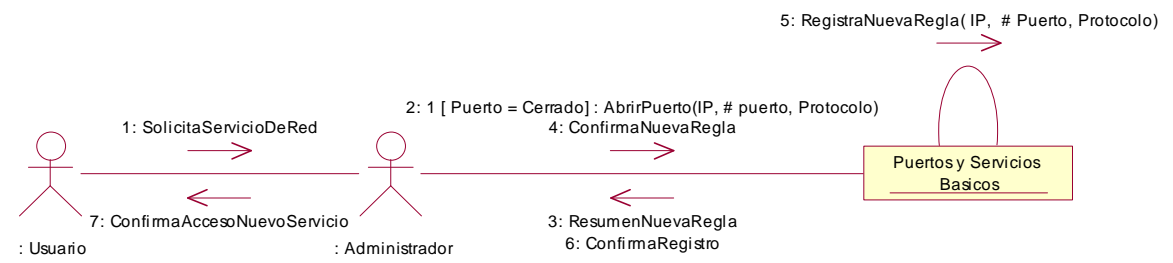 5: RegistraNuevaRegla( IP, # Puerto, Protocolo)
2: 1 [ Puerto = Cerrado] : AbrirPuerto(IP, # puerto, Protocolo)
1: SolicitaServicioDeRed
4: ConfirmaNuevaRegla
Puertos y Servicios
Basicos
7: ConfirmaAccesoNuevoServicio
3: ResumenNuevaRegla
6: ConfirmaRegistro
: Usuario
: Administrador